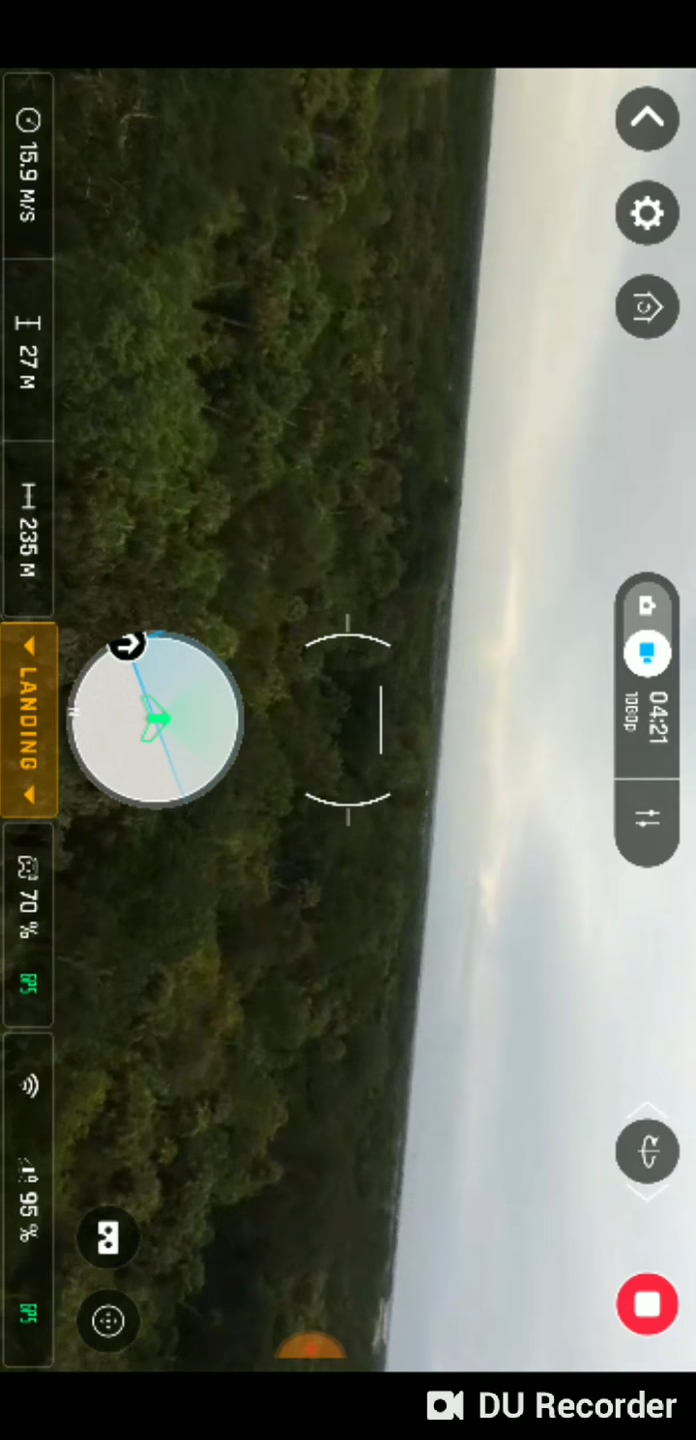 15.9 M/S
27 M
235 M
LANDING
70 %
GPS
95 %
GPS
N
04:21
1080p
DU Recorder